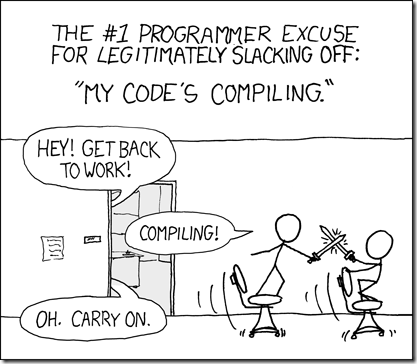 THE #1 PROGRAMMER EXCUSE
FOR LEGITIMATELY SLACKING OFF:
"MY CODE'S COMPILING."
HEY! GET BACK
TO WORK!
COMPILING!
OH. CARRY ON.